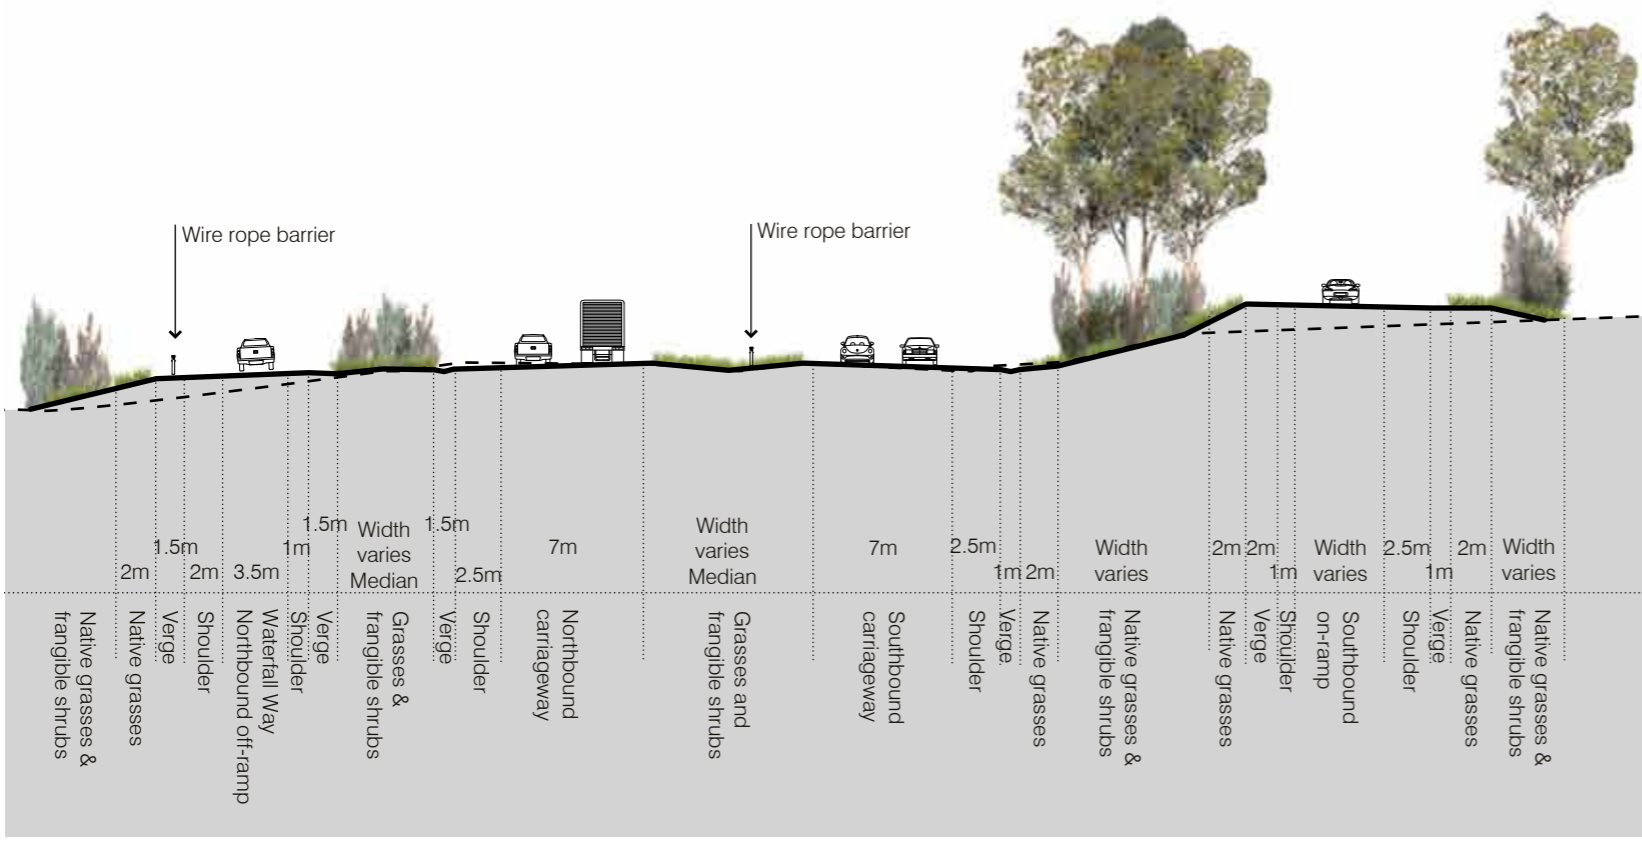 Wire rope barrier
Wire rope barrier
2m
1.5m
2m
3.5m
1m
1.5m
Width
varies
Median
1.5m
2.5m
7m
Width
varies
Median
7m
2.5m
1m
2m
Width
varies
2m
2m
1m
Width
varies
2.5m
1m
2m
Width
varies
Native grasses &
frangible shrubs
Native grasses
Verge
Shoulder
Waterfall Way
Northbound off-ramp
Shoulder
Verge
Grasses &
frangible shrubs
Verge
Shoulder
Northbound
carriageway
Grasses and
frangible shrubs
Southbound
carriageway
Shoulder
Verge
Native grasses
Native grasses &
frangible shrubs
Native grasses
Verge
Shoulder
Southbound
on-ramp
Shoulder
Verge
Native grasses
Native grasses &
frangible shrubs